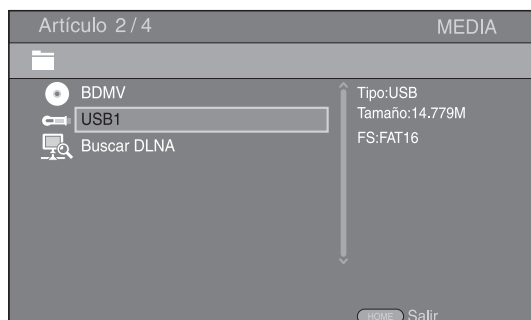 Artículo 2/4
MEDIA
BDMV
USB1
Buscar DLNA
Tipo:USB
Tamaño:14.779M
FS:FAT16
HOME Salir